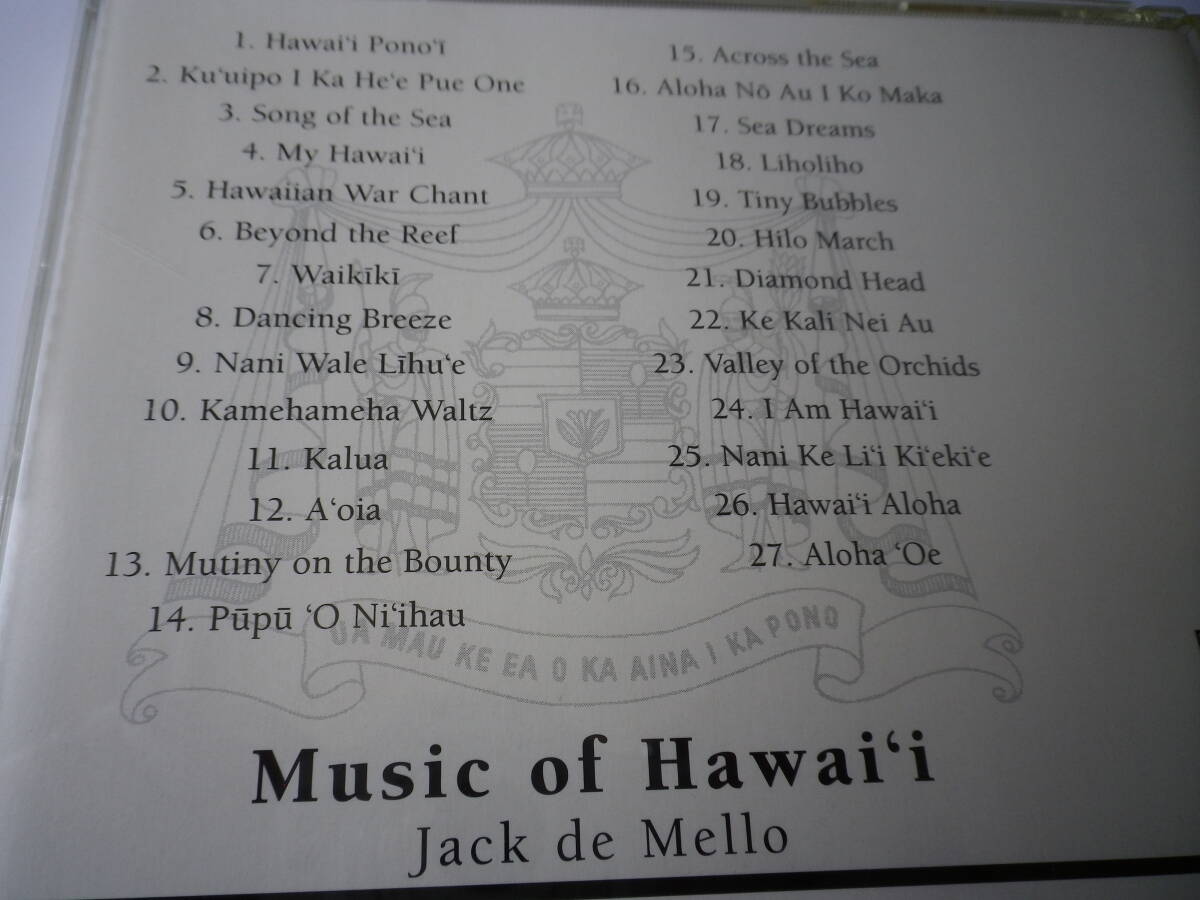 1. Hawai‘i Pono‘ī
2. Ku‘uipo I Ka He‘e Pue One
3. Song of the Sea
4. My Hawai‘i
5. Hawaiian War Chant
6. Beyond the Reef
7. Waikīkī
8. Dancing Breeze
9. Nani Wale Līhu‘e
10. Kamehameha Waltz
11. Kalua
12. A‘oia
13. Mutiny on the Bounty
14. Pūpū ‘O Ni‘ihau
15. Across the Sea
16. Aloha Nō Au I Ko Maka
17. Sea Dreams
18. Liholiho
19. Tiny Bubbles
20. Hilo March
21. Diamond Head
22. Ke Kali Nei Au
23. Valley of the Orchids
24. I Am Hawai‘i
25. Nani Ke Li‘i Ki‘eki‘e
26. Hawai‘i Aloha
27. Aloha ‘Oe
UA MAU KE EA O KA AINA I KA PONO
Music of Hawai‘i
Jack de Mello